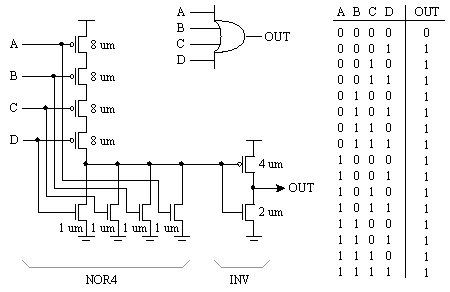 A
B
C
D
8 um
8 um
8 um
8 um
A
B
C
D
OUT
4 um
OUT
2 um
1 um
1 um
1 um
1 um
NOR4
INV
A B C D OUT
0 0 0 0 0
0 0 0 1 1
0 0 1 0 1
0 0 1 1 1
0 1 0 0 1
0 1 0 1 1
0 1 1 0 1
0 1 1 1 1
1 0 0 0 1
1 0 0 1 1
1 0 1 0 1
1 0 1 1 1
1 1 0 0 1
1 1 0 1 1
1 1 1 0 1
1 1 1 1 1